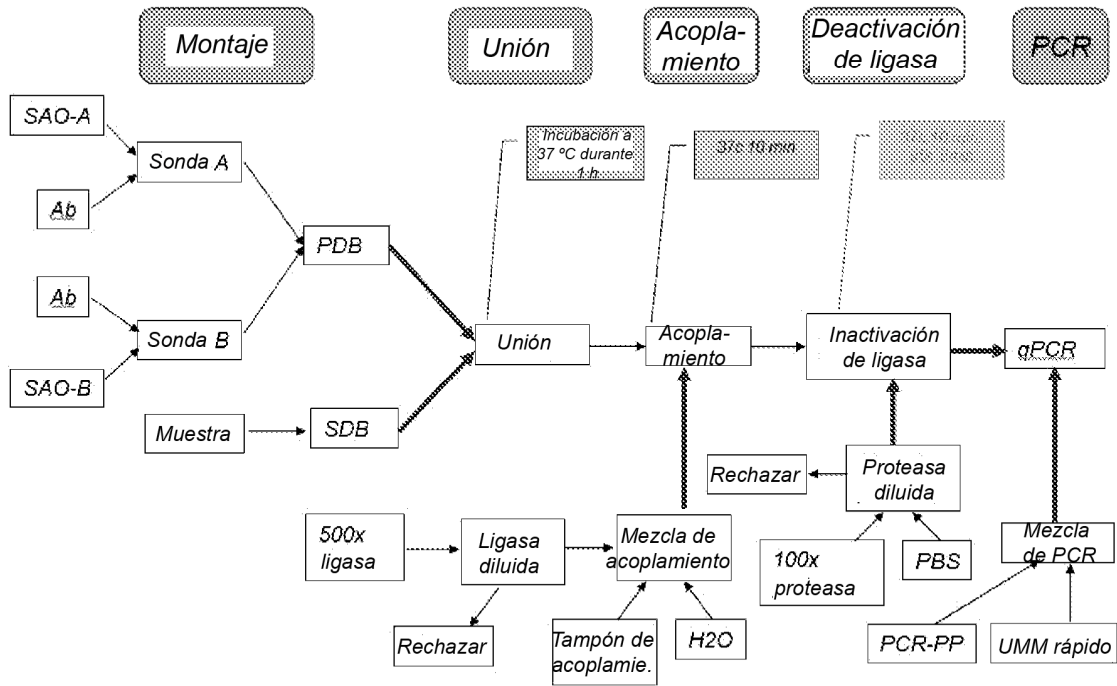 Montaje
Unión
Acopla-
miento
Deactivación
de ligasa
PCR
SAO-A
Sonda A
Ab
PDB
Ab
Sonda B
SAO-B
Muestra
SDB
Incubación a
37 ºC durante
1 h
37c 10 min
Unión
Acopla-
miento
Inactivación
de ligasa
qPCR
Rechazar
Proteasa
diluida
100x
proteasa
PBS
500x
ligasa
Ligasa
diluida
Mezcla de
acoplamiento
Rechazar
Tampón de
acoplamie.
H2O
Mezcla
de PCR
PCR-PP
UMM rápido